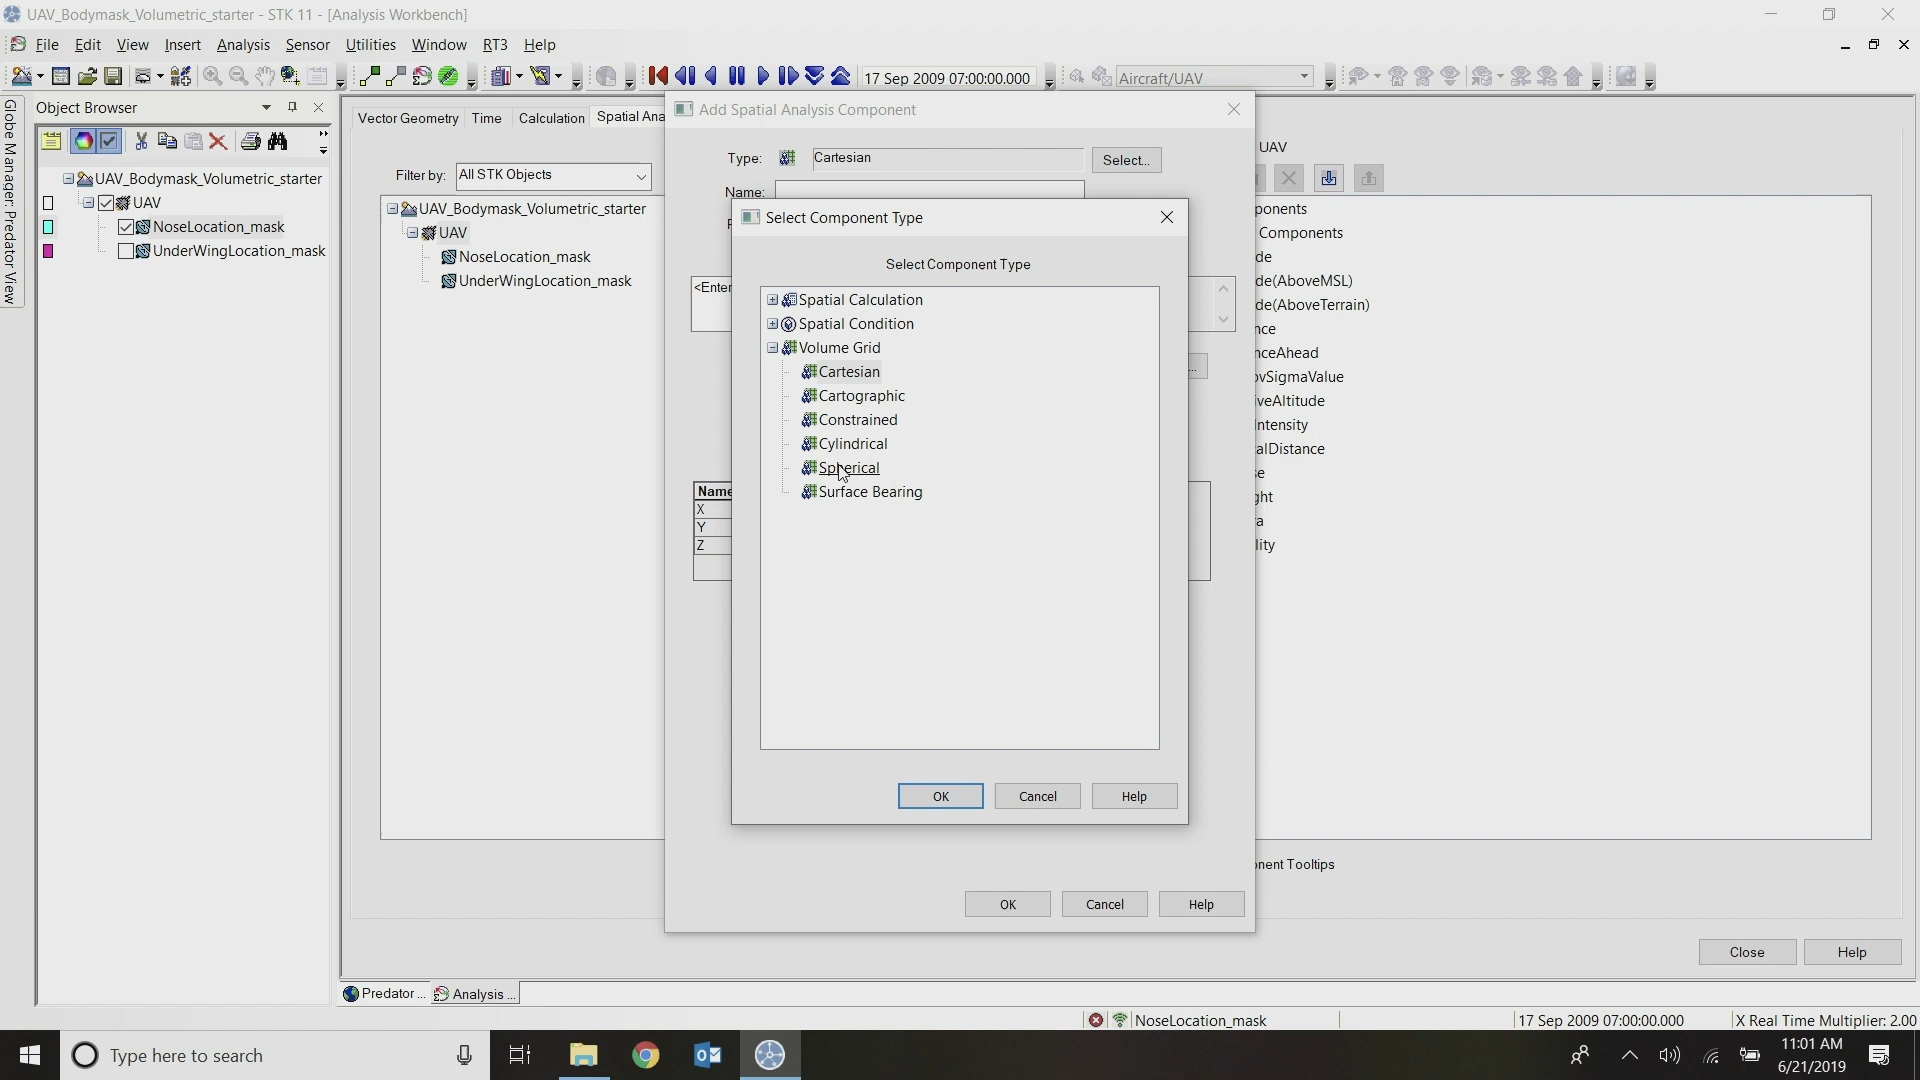 UAV_Bodymask_Volumetric_starter - STK 11 - [Analysis Workbench]
File Edit View Insert Analysis Sensor Utilities Window RT3 Help
17 Sep 2009 07:00:00.000
Aircraft/UAV
Globe Manager: Predator View
Object Browser
UAV_Bodymask_Volumetric_starter
UAV
NoseLocation_mask
UnderWingLocation_mask
Vector Geometry Time Calculation Spatial Ana
Filter by: All STK Objects
UAV_Bodymask_Volumetric_starter
UAV
NoseLocation_mask
UnderWingLocation_mask
Add Spatial Analysis Component
Type: Cartesian Select...
Name:
<Enter
...
Name
X
Y
Z
OK Cancel Help
Select Component Type
Select Component Type
Spatial Calculation
Spatial Condition
Volume Grid
Cartesian
Cartographic
Constrained
Cylindrical
Spherical
Surface Bearing
OK Cancel Help
UAV
ponents
Components
de
de(AboveMSL)
de(AboveTerrain)
nce
nceAhead
ovSigmaValue
iveAltitude
Intensity
alDistance
se
ght
a
lity
onent Tooltips
Close Help
Predator ... Analysis ...
NoseLocation_mask 17 Sep 2009 07:00:00.000 X Real Time Multiplier: 2.00
Type here to search
11:01 AM
6/21/2019